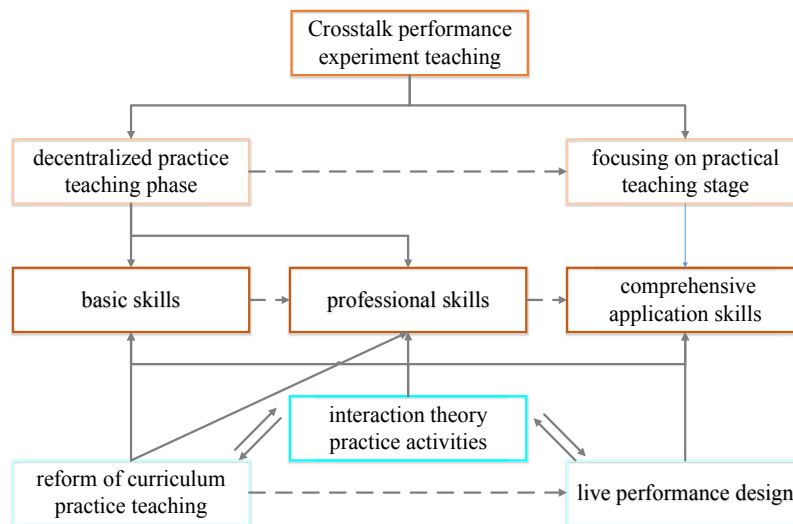 Crosstalk performance
experiment teaching
decentralized practice
teaching phase
focusing on practical
teaching stage
basic skills
professional skills
comprehensive
application skills
interaction theory
practice activities
reform of curriculum
practice teaching
live performance design